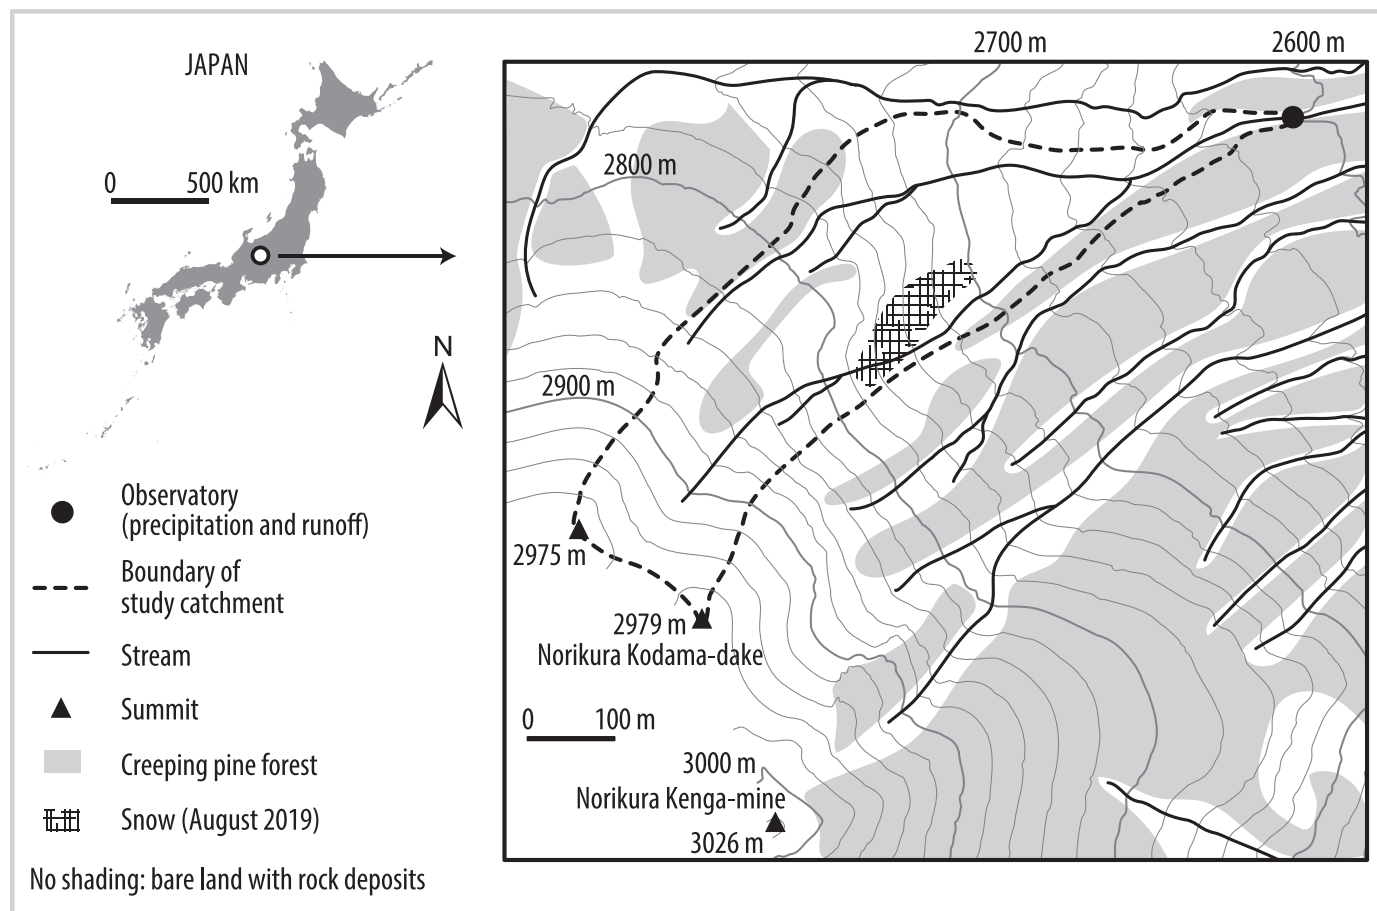 JAPAN
0 500 km
N
Observatory
(precipitation and runoff)
Boundary of
study catchment
Stream
Summit
Creeping pine forest
Snow (August 2019)
No shading: bare land with rock deposits
2700 m
2600 m
2800 m
2900 m
2975 m
2979 m
Norikura Kodama-dake
0 100 m
3000 m
Norikura Kenga-mine
3026 m